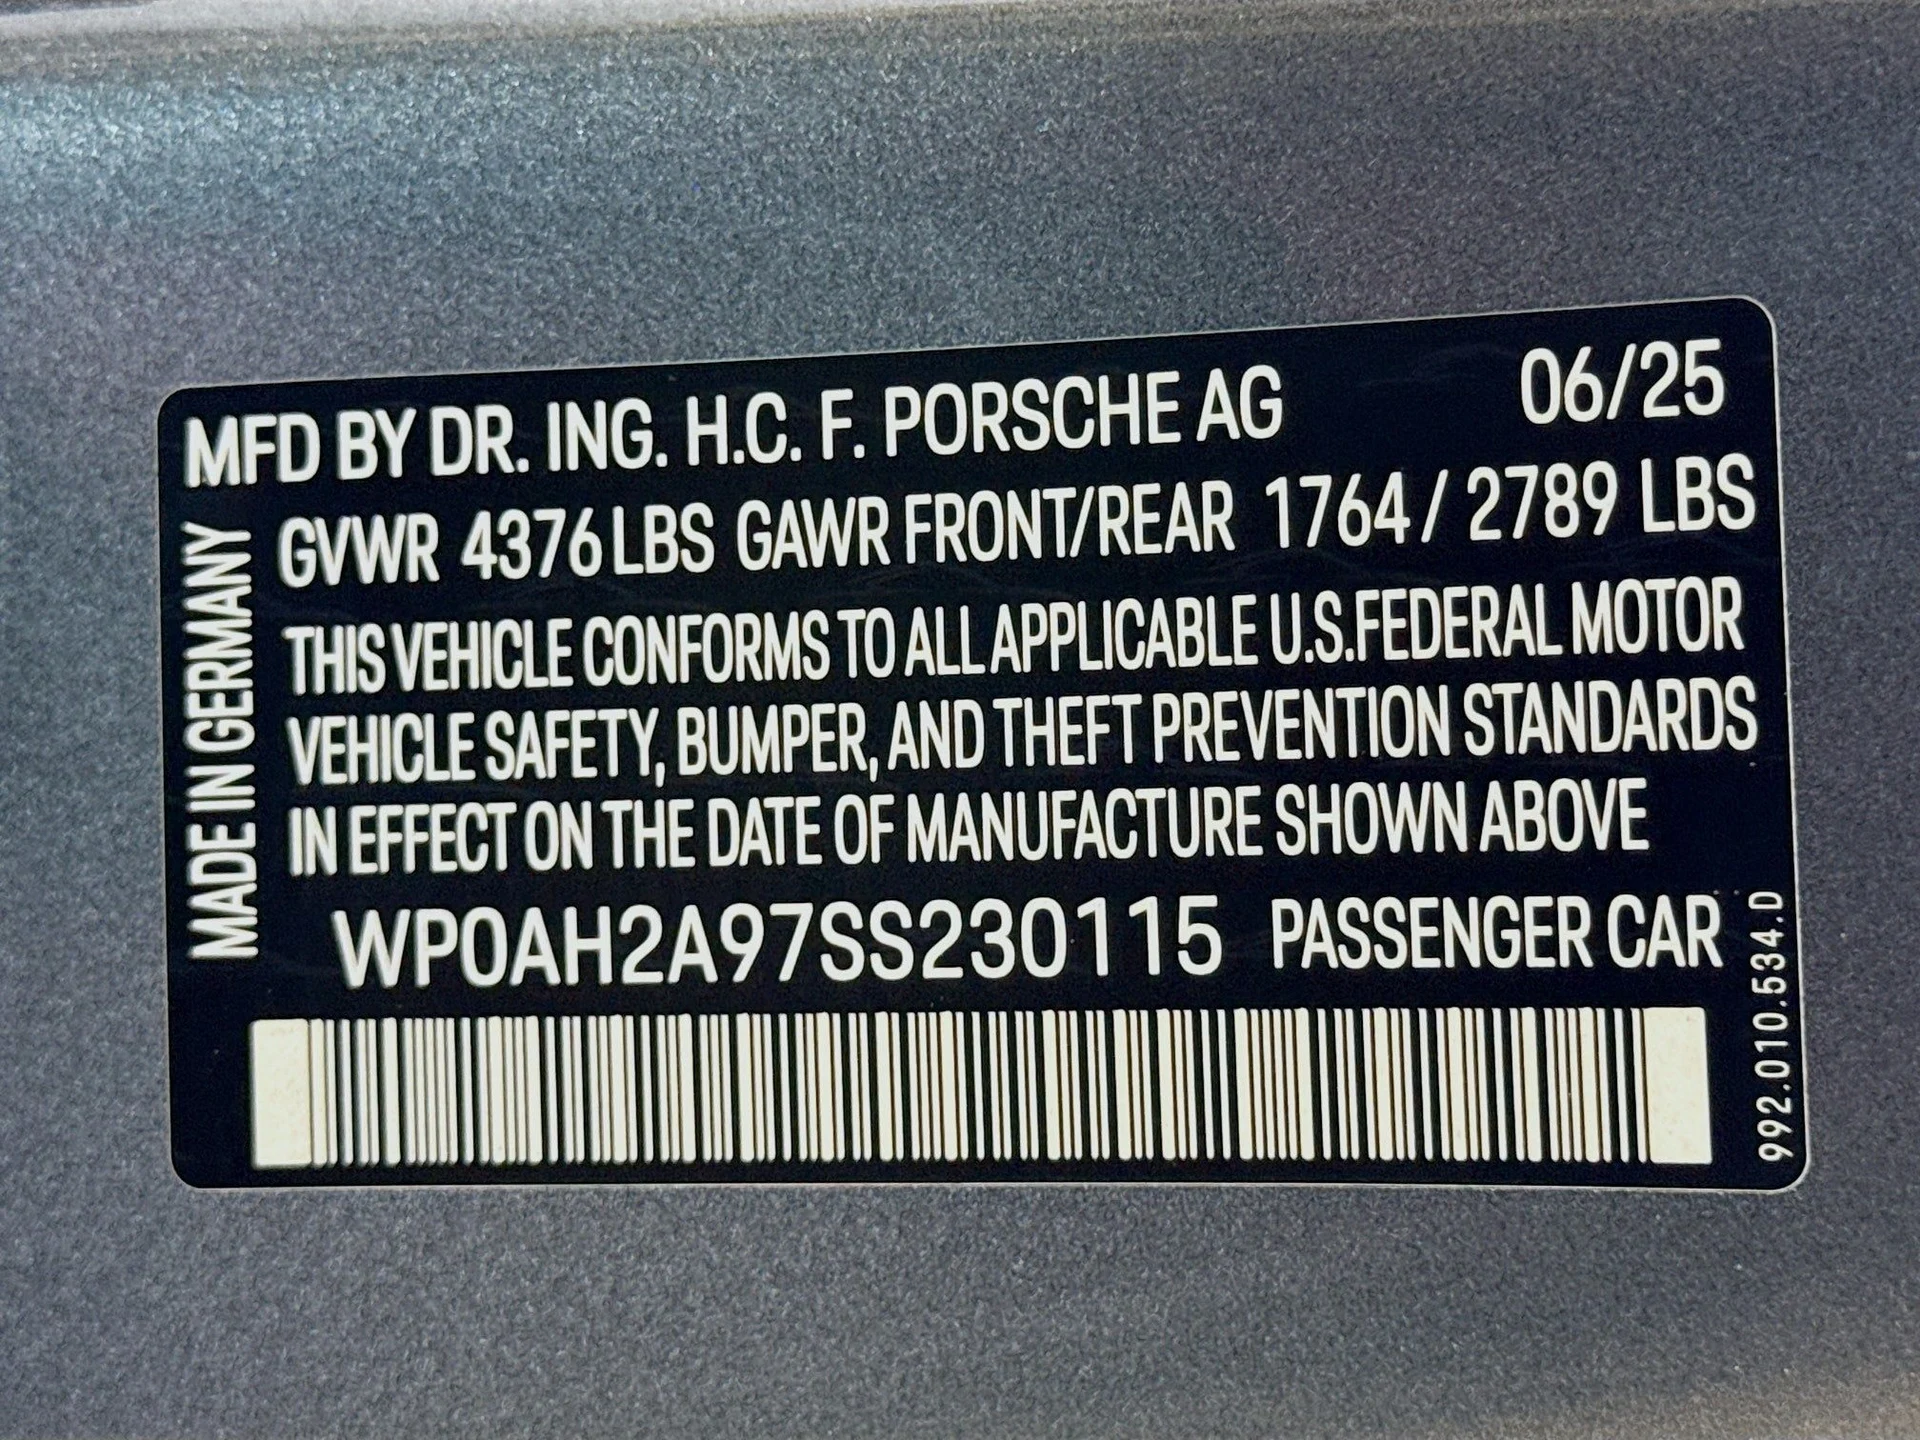 MFD BY DR. ING. H.C. F. PORSCHE AG 06/25
GVWR 4376 LBS GAWR FRONT/REAR 1764 / 2789 LBS
THIS VEHICLE CONFORMS TO ALL APPLICABLE U.S.FEDERAL MOTOR
VEHICLE SAFETY, BUMPER, AND THEFT PREVENTION STANDARDS
IN EFFECT ON THE DATE OF MANUFACTURE SHOWN ABOVE
WP0AH2A97SS230115 PASSENGER CAR
MADE IN GERMANY
992.010.534.D